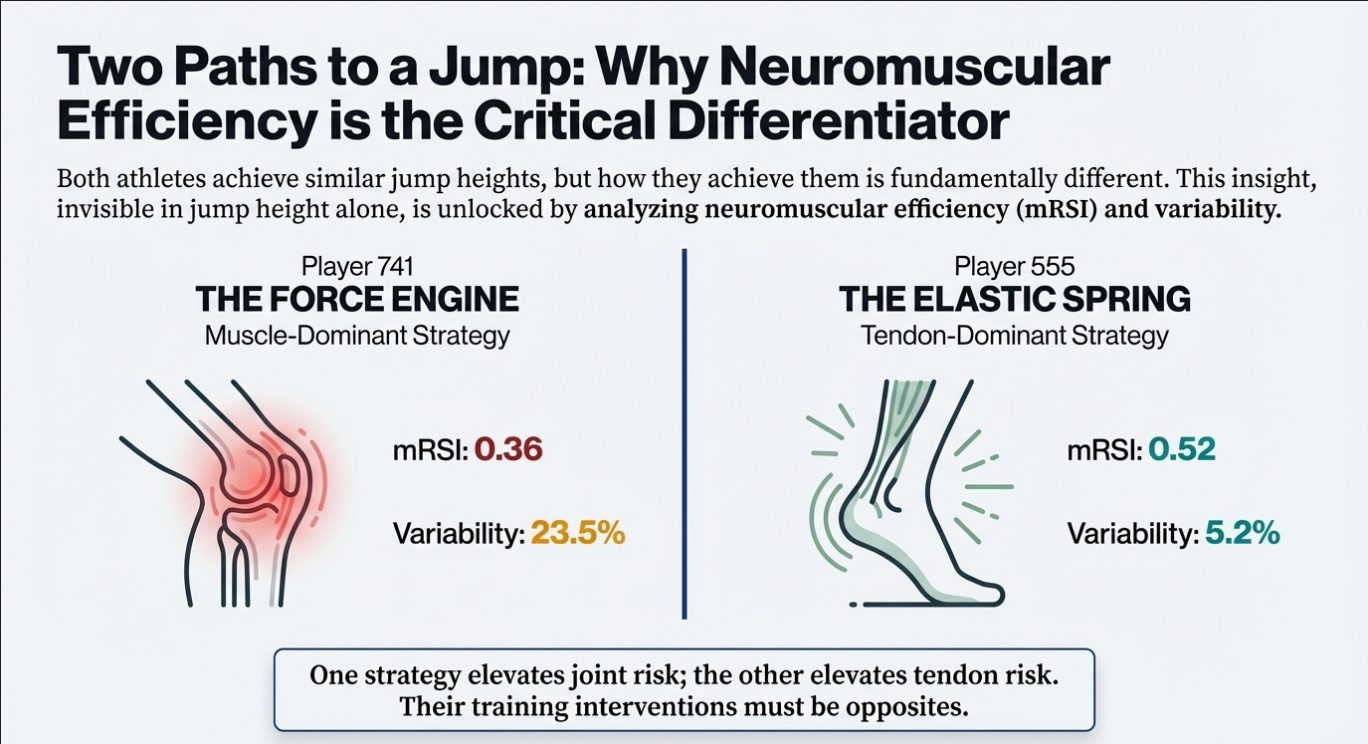 Two Paths to a Jump: Why Neuromuscular
Efficiency is the Critical Differentiator
Both athletes achieve similar jump heights, but how they achieve them is fundamentally different. This insight,
invisible in jump height alone, is unlocked by analyzing neuromuscular efficiency (mRSI) and variability.
Player 741
THE FORCE ENGINE
Muscle-Dominant Strategy
mRSI: 0.36
Variability: 23.5%
Player 555
THE ELASTIC SPRING
Tendon-Dominant Strategy
mRSI: 0.52
Variability: 5.2%
One strategy elevates joint risk; the other elevates tendon risk.
Their training interventions must be opposites.